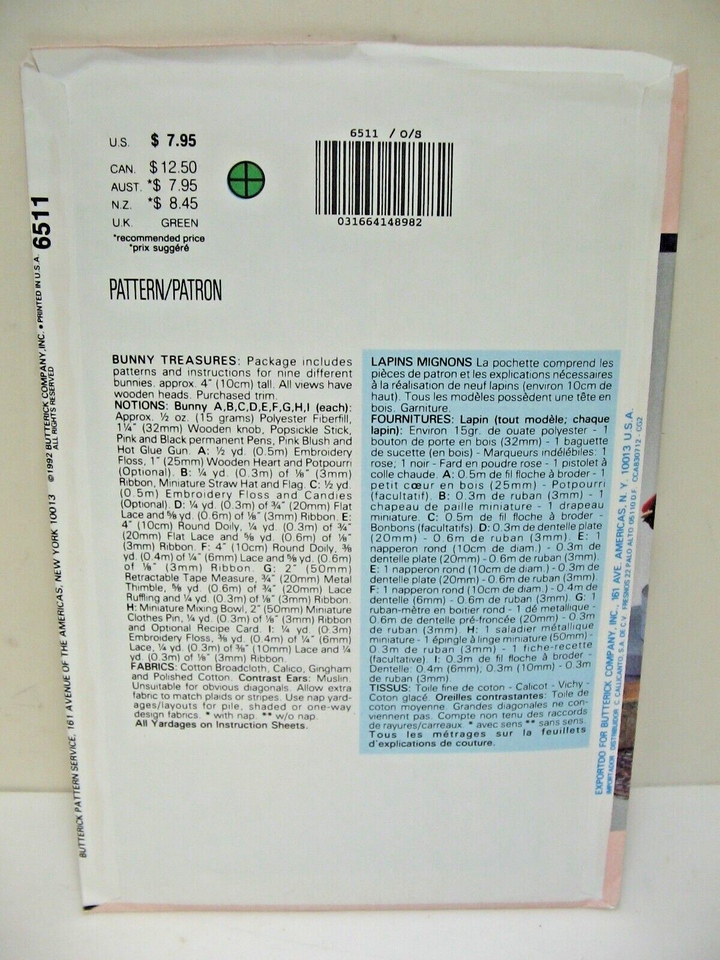 U.S. $ 7.95
CAN. $ 12.50
AUST. *$ 7.95
N.Z. *$ 8.45
U.K. GREEN
*recommended price
*prix suggéré
6511 / O/S
031664148982
PATTERN/PATRON
BUNNY TREASURES: Package includes
patterns and instructions for nine different
bunnies, approx. 4" (10cm) tall. All views have
wooden heads. Purchased trim.
NOTIONS: Bunny A,B,C,D,E,F,G,H,I (each):
Approx. ½ oz. (15 grams) Polyester Fiberfill,
1¼" (32mm) Wooden knob, Popsickle Stick,
Pink and Black permanent Pens, Pink Blush and
Hot Glue Gun. A: ½ yd. (0.5m) Embroidery
Floss, 1" (25mm) Wooden Heart and Potpourri
(Optional). B: ¼ yd. (0.3m) of ⅛" (3mm)
Ribbon, Miniature Straw Hat and Flag. C: ½ yd.
(0.5m) Embroidery Floss and Candies
(Optional). D: ¼ yd. (0.3m) of ¾" (20mm) Flat
Lace and ⅝ yd. (0.6m) of ⅛" (3mm) Ribbon. E:
4" (10cm) Round Doily, ¼ yd. (0.3m) of ¾"
(20mm) Flat Lace and ⅝ yd. (0.6m) of ⅛"
(3mm) Ribbon. F: 4" (10cm) Round Doily, ⅜
yd. (0.4m) of ¼" (6mm) Lace and ⅝ yd. (0.6m)
of ⅛" (3mm) Ribbon. G: 2" (50mm)
Retractable Tape Measure, ¾" (20mm) Metal
Thimble, ⅝ yd. (0.6m) of ¾" (20mm) Lace
Ruffling and ¼ yd. (0.3m) of ⅛" (3mm) Ribbon.
H: Miniature Mixing Bowl, 2" (50mm) Miniature
Clothes Pin, ¼ yd. (0.3m) of ⅛" (3mm) Ribbon
and Optional Recipe Card. I: ¼ yd. (0.3m)
Embroidery Floss, ⅜ yd. (0.4m) of ¼" (6mm)
Lace, ¼ yd. (0.3m) of ⅜" (10mm) Lace and ¼
yd. (0.3m) of ⅛" (3mm) Ribbon.
FABRICS: Cotton Broadcloth, Calico, Gingham
and Polished Cotton. Contrast Ears: Muslin.
Unsuitable for obvious diagonals. Allow extra
fabric to match plaids or stripes. Use nap yard-
ages/layouts for pile, shaded or one-way
design fabrics. * with nap. ** w/o nap.
All Yardages on Instruction Sheets.
LAPINS MIGNONS La pochette comprend les
pièces de patron et les explications nécessaires
à la réalisation de neuf lapins (environ 10cm de
haut). Tous les modèles possèdent une tête en
bois. Garniture.
FOURNITURES: Lapin (tout modèle; chaque
lapin): Environ 15gr. de ouate polyester - 1
bouton de porte en bois (32mm) - 1 baguette
de sucette (en bois) - Marqueurs indélébiles: 1
rose; 1 noir - Fard en poudre rose - 1 pistolet à
colle chaude. A: 0.5m de fil floche à broder - 1
petit cœur en bois (25mm) - Potpourri
(facultatif). B: 0.3m de ruban (3mm) - 1
chapeau de paille miniature - 1 drapeau
miniature. C: 0.5m de fil floche à broder -
Bonbons (facultatifs). D: 0.3m de dentelle plate
(20mm) - 0.6m de ruban (3mm). E: 1
napperon rond (10cm de diam.) - 0.3m de
dentelle plate (20mm) - 0.6m de ruban (3mm).
E: 1 napperon rond (10cm de diam.) - 0.3m de
dentelle plate (20mm) - 0.6m de ruban (3mm).
F: 1 napperon rond (10cm de diam.) - 0.4m de
dentelle (6mm) - 0.6m de ruban (3mm). G: 1
ruban-mètre en boitier rond - 1 dé métallique -
0.6m de dentelle pré-froncée (20mm) - 0.3m
de ruban (3mm). H: 1 saladier métallique
miniature - 1 épingle à linge miniature (50mm) -
0.3m de ruban (3mm) - 1 fiche-recette
(facultative) I: 0.3m de fil floche à broder -
Dentelle: 0.4m (6mm); 0.3m (10mm) - 0.3m
de ruban (3mm)
TISSUS: Toile fine de coton - Calicot - Vichy -
Coton glacé. Oreilles contrastantes: Toile de
coton moyenne. Grandes diagonales ne con-
viennent pas. Compte non tenu des raccords
de rayures/carreaux. * avec sens ** sans sens.
Tous les métrages sur la feuillets
d'explications de couture.
BUTTERICK PATTERN SERVICE, 161 AVENUE OF THE AMERICAS, NEW YORK 10013 ©1992 BUTTERICK COMPANY, INC. • PRINTED IN U.S.A. 6511
ALL RIGHTS RESERVED
EXPORTDO FOR BUTTERICK COMPANY, INC., 161 AVE. AMERICAS, N.Y. 10013 U.S.A.
IMPORTADOR DISTRIBUIDOR C. CALLICANTO, S.A. DE C.V. FRESNOS 22 PALO ALTO 05110 D.F. CCA830712 - CG2